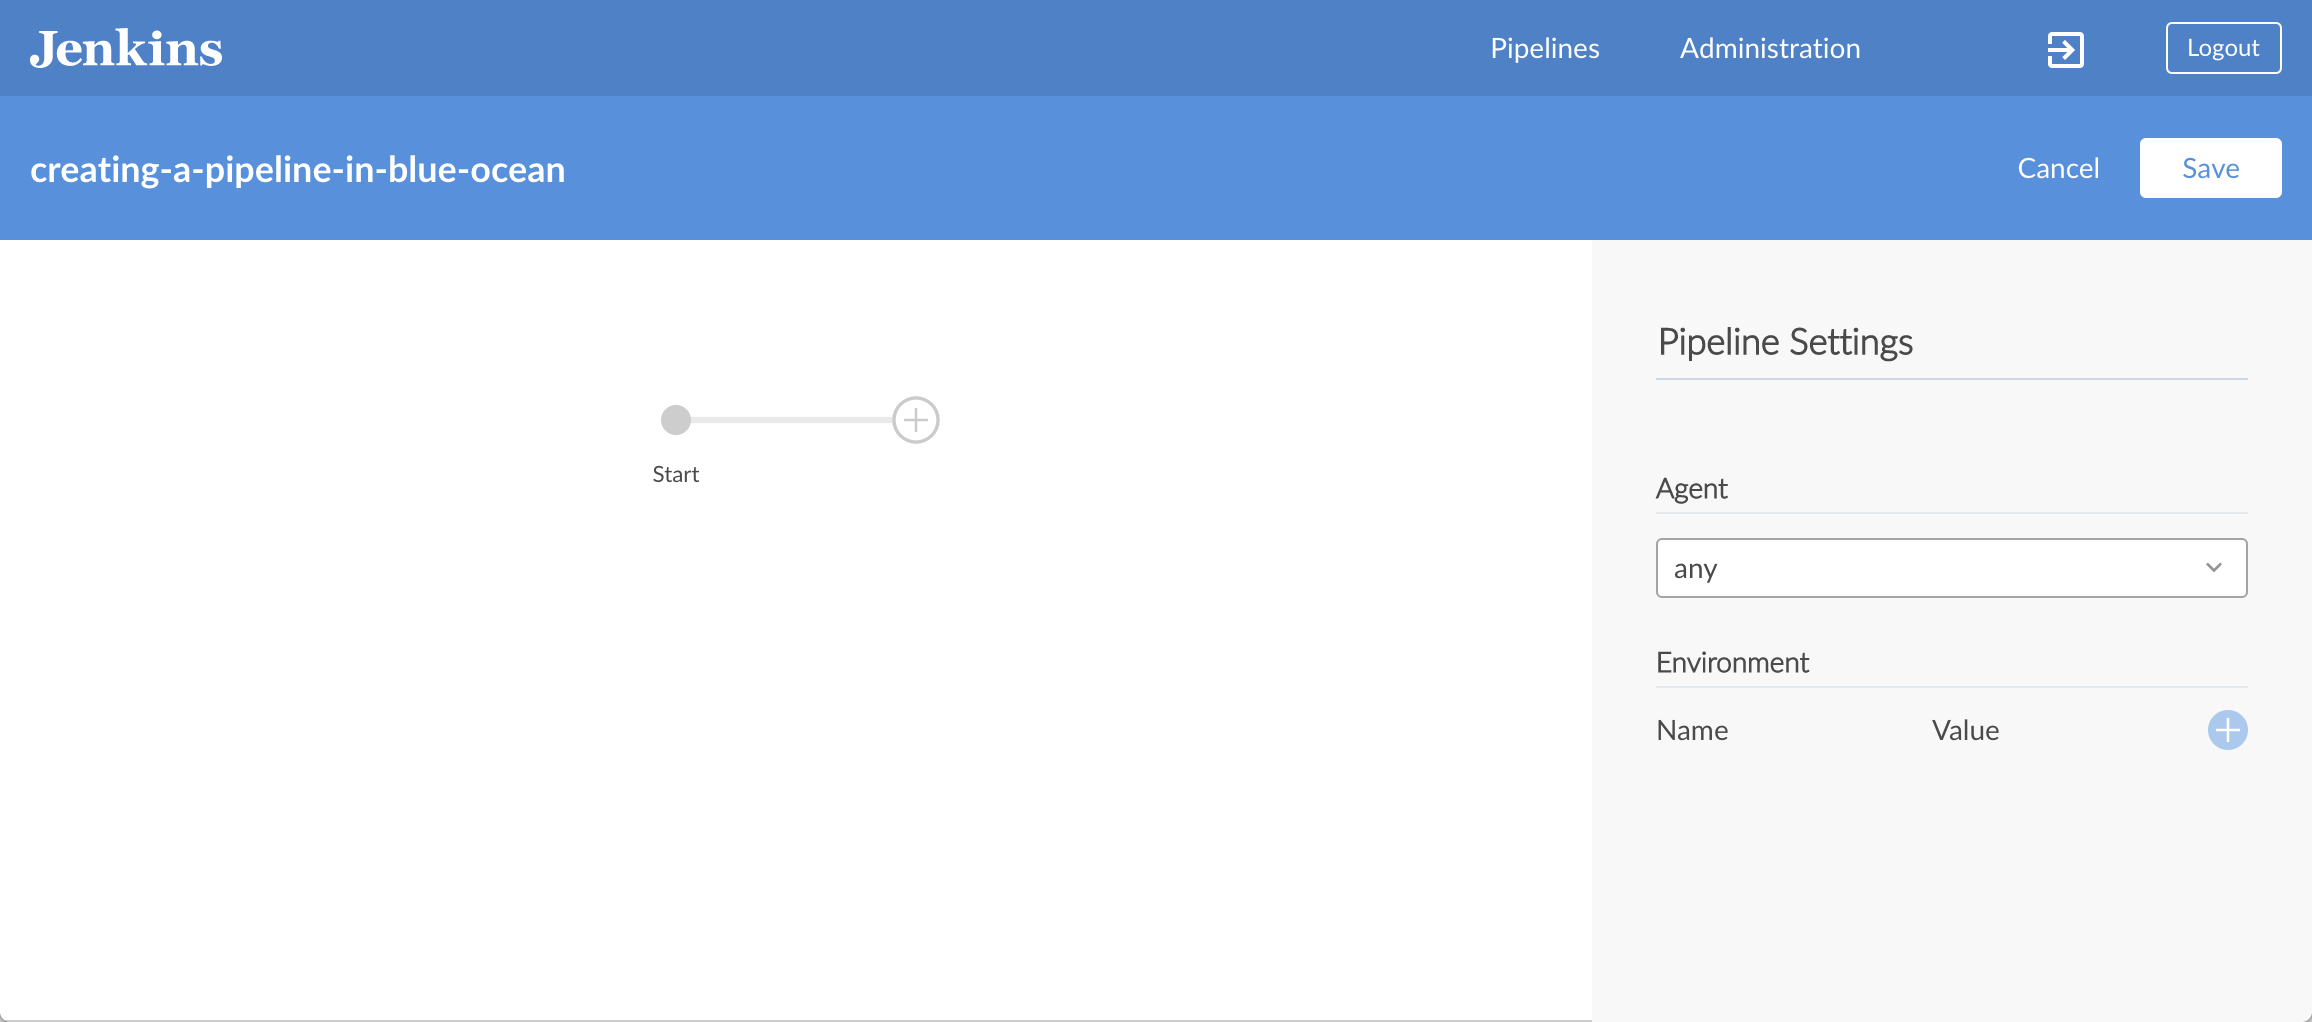 Jenkins
Pipelines
Administration
Logout
creating-a-pipeline-in-blue-ocean
Cancel
Save
Start
Pipeline Settings
Agent
any
Environment
Name
Value